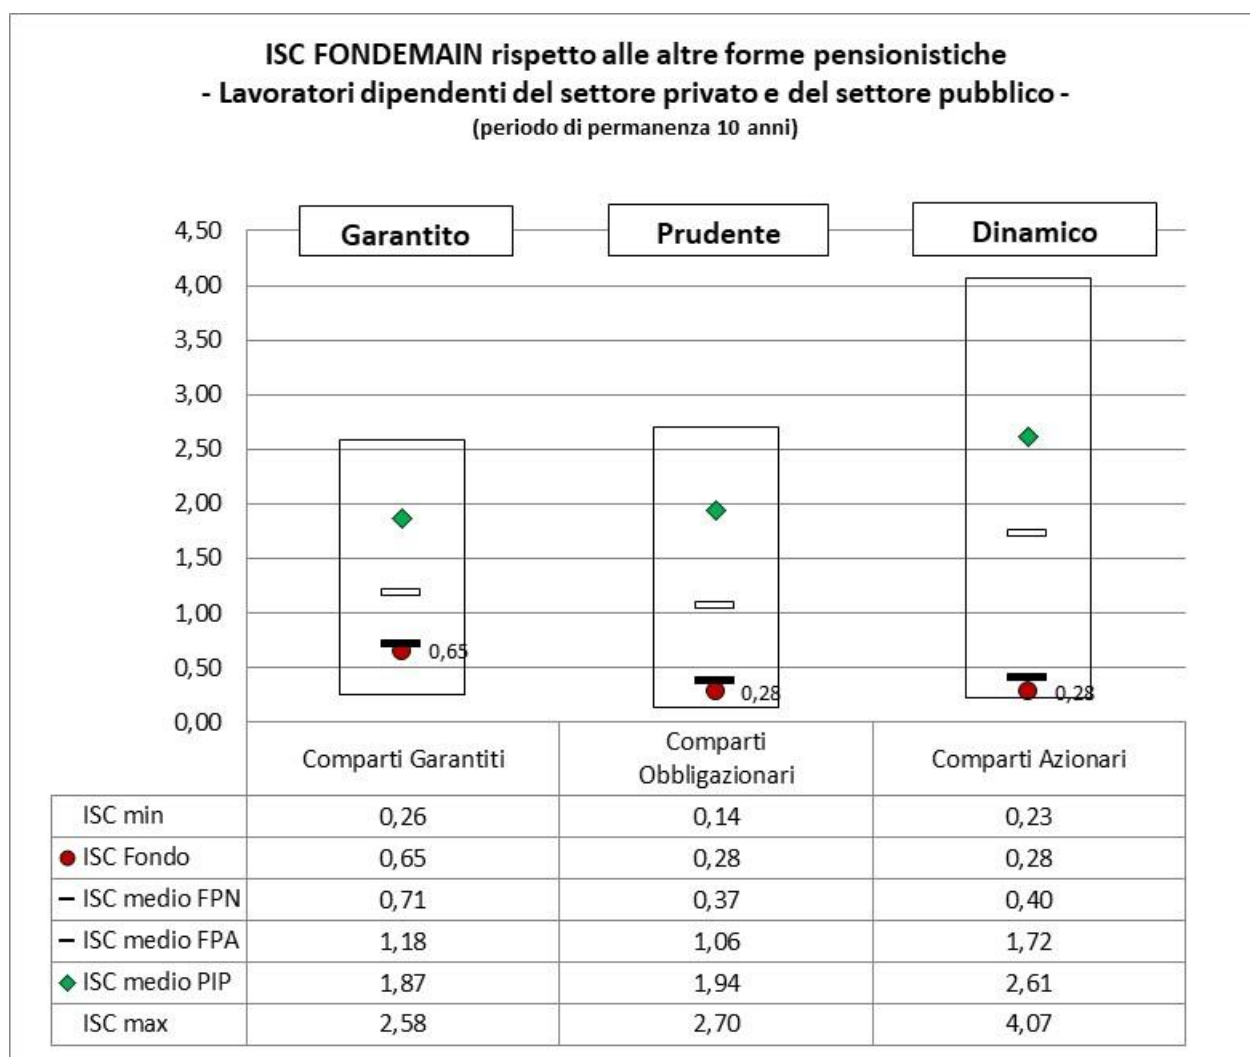 ISC FONDEMAIN rispetto alle altre forme pensionistiche
- Lavoratori dipendenti del settore privato e del settore pubblico -
(periodo di permanenza 10 anni)
Garantito Prudente Dinamico
4,50
4,00
3,50
3,00
2,50
2,00
1,50
1,00
0,50
0,00
0,65
0,28
0,28
Comparti Garantiti Comparti Obbligazionari Comparti Azionari
ISC min 0,26 0,14 0,23
ISC Fondo 0,65 0,28 0,28
ISC medio FPN 0,71 0,37 0,40
ISC medio FPA 1,18 1,06 1,72
ISC medio PIP 1,87 1,94 2,61
ISC max 2,58 2,70 4,07